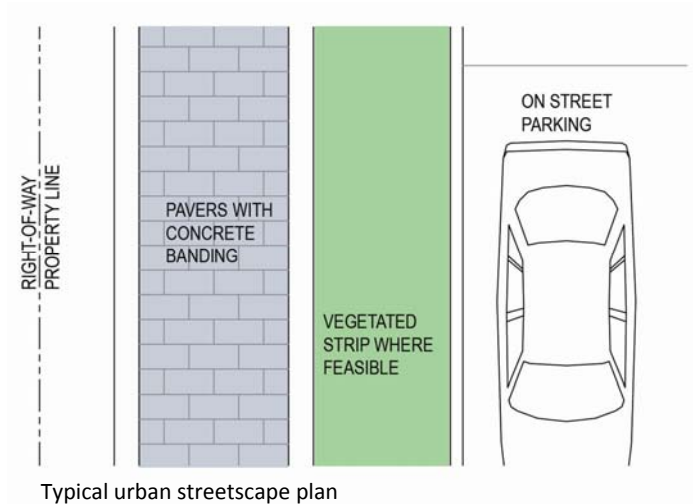 RIGHT-OF-WAY
PROPERTY LINE
PAVERS WITH
CONCRETE
BANDING
VEGETATED
STRIP WHERE
FEASIBLE
ON STREET
PARKING
Typical urban streetscape plan